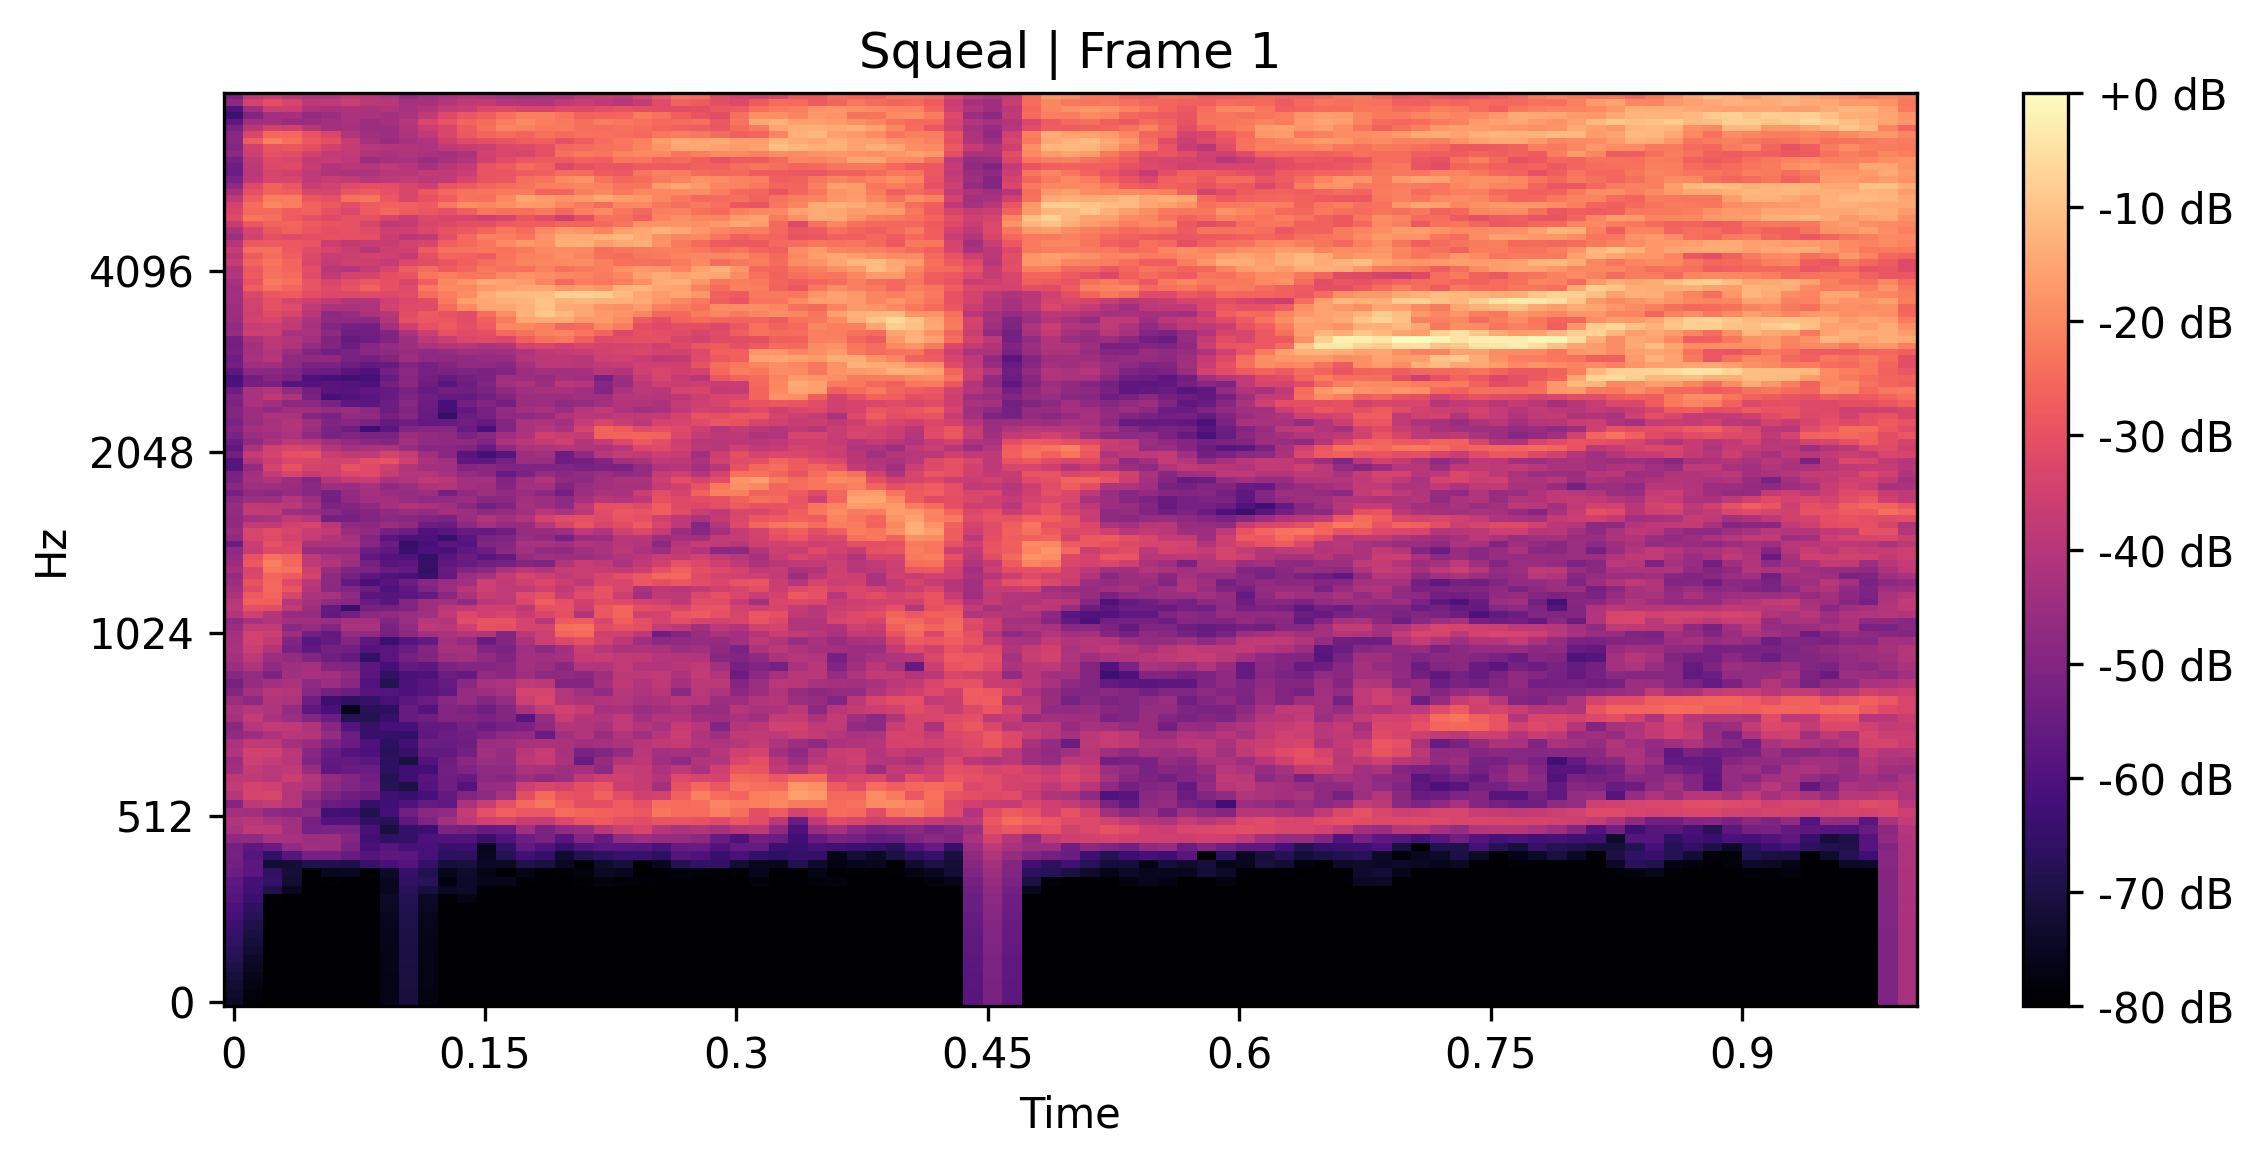 Squeal | Frame 1
Hz
4096
2048
1024
512
0
0 0.15 0.3 0.45 0.6 0.75 0.9
Time
+0 dB
-10 dB
-20 dB
-30 dB
-40 dB
-50 dB
-60 dB
-70 dB
-80 dB